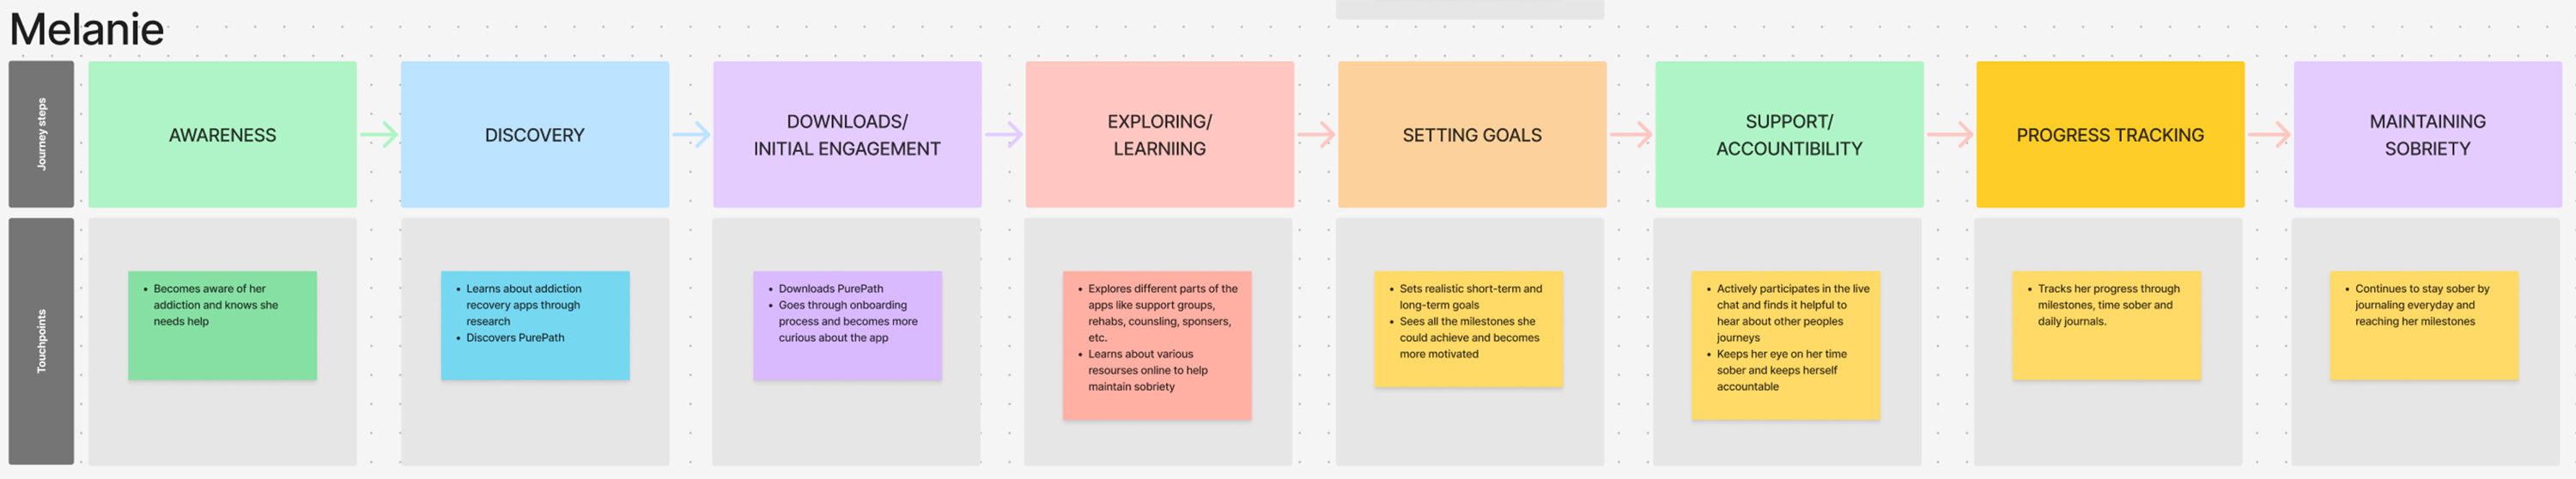 Melanie
Journey steps
AWARENESS
DISCOVERY
DOWNLOADS/
INITIAL ENGAGEMENT
EXPLORING/
LEARNIING
SETTING GOALS
SUPPORT/
ACCOUNTIBILITY
PROGRESS TRACKING
MAINTAINING
SOBRIETY
Touchpoints
• Becomes aware of her
addiction and knows she
needs help
• Learns about addiction
recovery apps through
research
• Discovers PurePath
• Downloads PurePath
• Goes through onboarding
process and becomes more
curious about the app
• Explores different parts of the
apps like support groups,
rehabs, counsling, sponsers,
etc.
• Learns about various
resourses online to help
maintain sobriety
• Sets realistic short-term and
long-term goals
• Sees all the milestones she
could achieve and becomes
more motivated
• Actively participates in the live
chat and finds it helpful to
hear about other peoples
journeys
• Keeps her eye on her time
sober and keeps herself
accountable
• Tracks her progress through
milestones, time sober and
daily journals.
• Continues to stay sober by
journaling everyday and
reaching her milestones